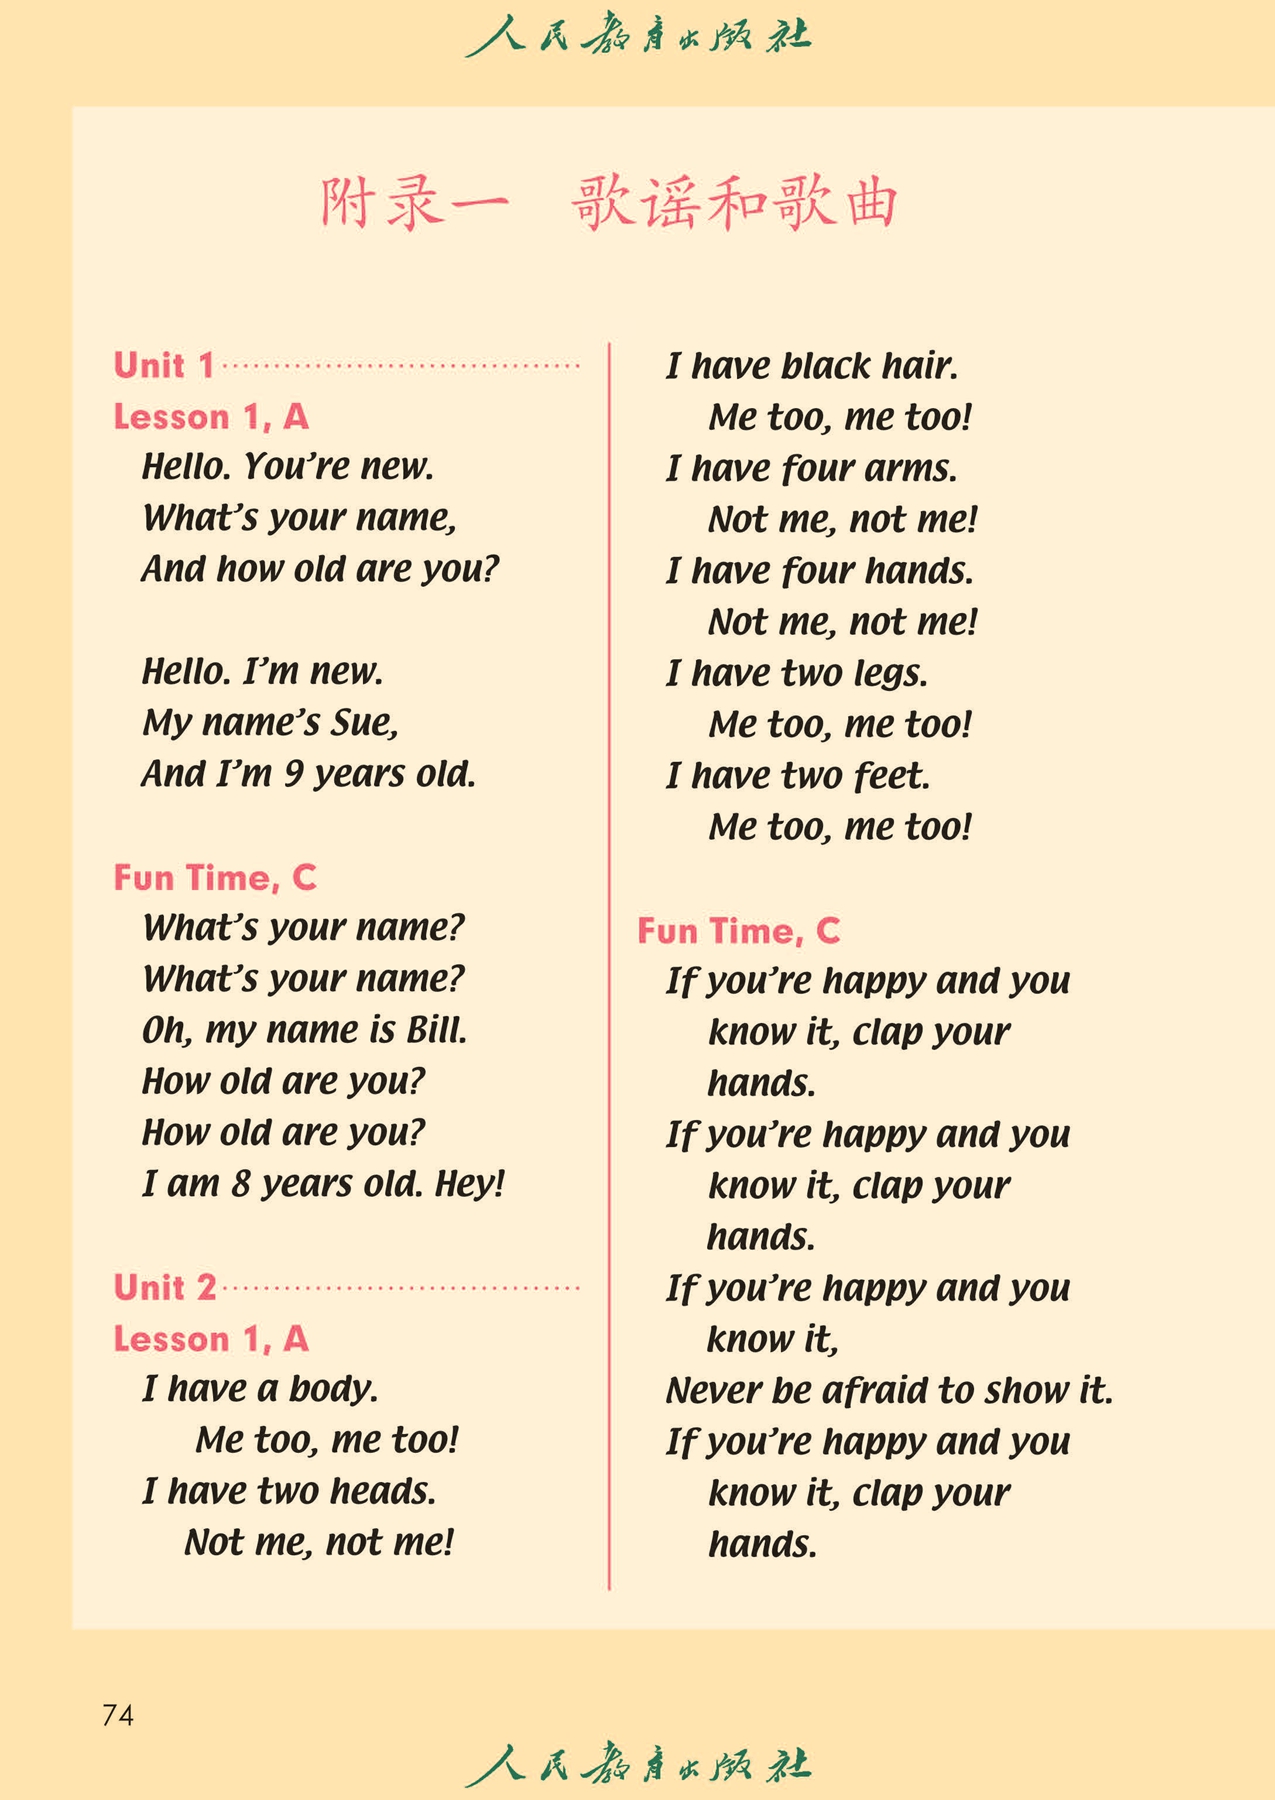 人民教育出版社
附录一 歌谣和歌曲
Unit 1
Lesson 1, A
Hello. You’re new.
What’s your name,
And how old are you?
Hello. I’m new.
My name’s Sue,
And I’m 9 years old.
Fun Time, C
What’s your name?
What’s your name?
Oh, my name is Bill.
How old are you?
How old are you?
I am 8 years old. Hey!
Unit 2
Lesson 1, A
I have a body.
Me too, me too!
I have two heads.
Not me, not me!
I have black hair.
Me too, me too!
I have four arms.
Not me, not me!
I have four hands.
Not me, not me!
I have two legs.
Me too, me too!
I have two feet.
Me too, me too!
Fun Time, C
If you’re happy and you
know it, clap your
hands.
If you’re happy and you
know it, clap your
hands.
If you’re happy and you
know it,
Never be afraid to show it.
If you’re happy and you
know it, clap your
hands.
74
人民教育出版社